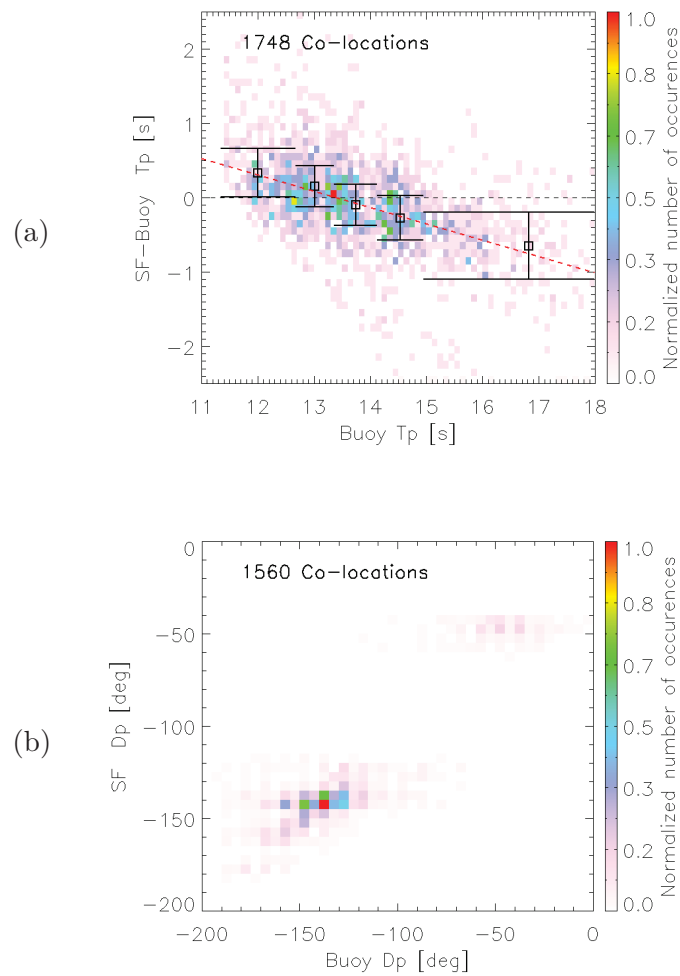 (a)
1748 Co-locations
SF-Buoy Tp [s]
2
1
0
-1
-2
11 12 13 14 15 16 17 18
Buoy Tp [s]
1.0
0.8
0.7
0.5
0.3
0.2
0.0
Normalized number of occurences
(b)
1560 Co-locations
SF Dp [deg]
0
-50
-100
-150
-200
-200 -150 -100 -50 0
Buoy Dp [deg]
1.0
0.8
0.7
0.5
0.3
0.2
0.0
Normalized number of occurences